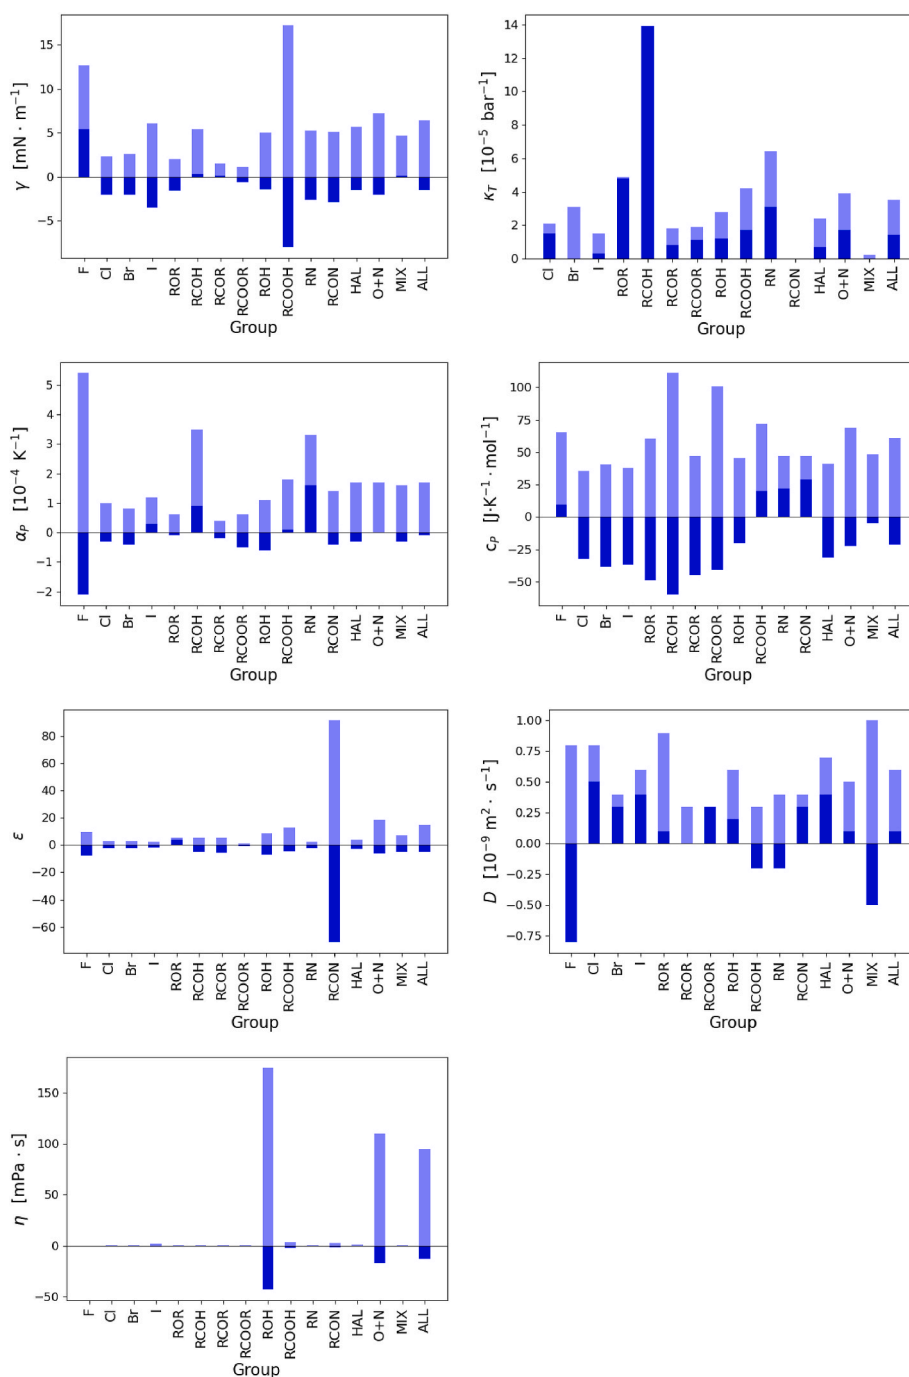 γ [mN · m⁻¹]
15
10
5
0
−5
F Cl Br I ROR RCOH RCOR RCOOR ROH RCOOH RN RCON HAL O+N MIX ALL
Group
κ_T [10⁻⁵ bar⁻¹]
14
12
10
8
6
4
2
0
Cl Br I ROR RCOH RCOR RCOOR ROH RCOOH RN RCON HAL O+N MIX ALL
Group
α_P [10⁻⁴ K⁻¹]
5
4
3
2
1
0
−1
−2
F Cl Br I ROR RCOH RCOR RCOOR ROH RCOOH RN RCON HAL O+N MIX ALL
Group
c_P [J·K⁻¹·mol⁻¹]
100
75
50
25
0
−25
−50
F Cl Br I ROR RCOH RCOR RCOOR ROH RCOOH RN RCON HAL O+N MIX ALL
Group
ε
80
60
40
20
0
−20
−40
−60
F Cl Br I ROR RCOH RCOR RCOOR ROH RCOOH RN RCON HAL O+N MIX ALL
Group
D [10⁻⁹ m² · s⁻¹]
1.00
0.75
0.50
0.25
0.00
−0.25
−0.50
−0.75
F Cl Br I ROR RCOR RCOOR ROH RCOOH RN RCON HAL O+N MIX ALL
Group
η [mPa · s]
150
100
50
0
−50
F Cl Br I ROR RCOH RCOR RCOOR ROH RCOOH RN RCON HAL O+N MIX ALL
Group